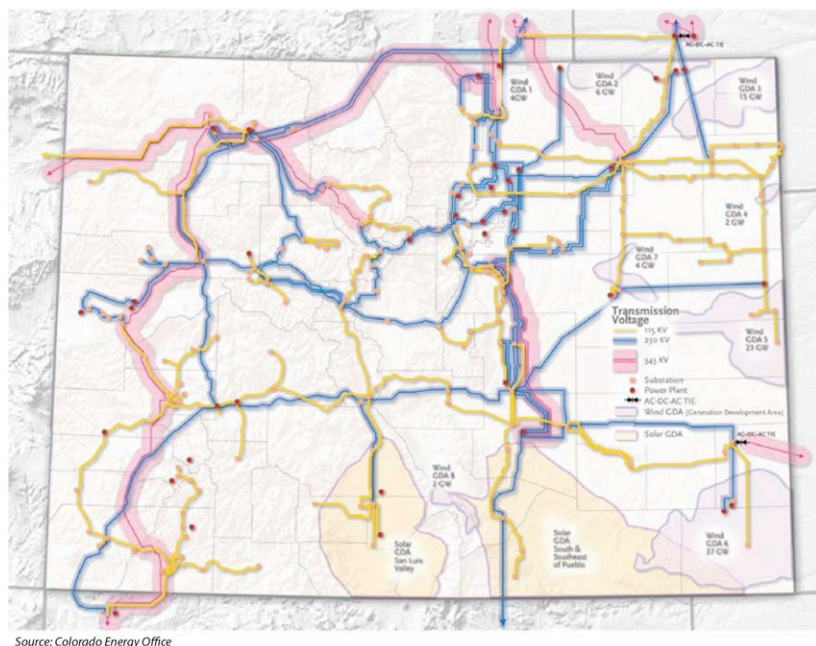 AC-DC-AC TIE
Wind
GDA 1
4GW
Wind
GDA 2
6 GW
Wind
GDA 3
15 GW
Wind
GDA 4
2 GW
Wind
GDA 7
4 GW
Transmission
Voltage
115 KV
230 KV
345 KV
Substation
Power Plant
AC-DC-AC TIE
Wind GDA (Generation Development Area)
Solar GDA
Wind
GDA 5
23 GW
AC-DC-AC TIE
Wind
GDA 8
2 GW
Solar
GDA
San Luis
Valley
Solar
GDA
South &
Southeast
of Pueblo
Wind
GDA 6
37 GW
Source: Colorado Energy Office